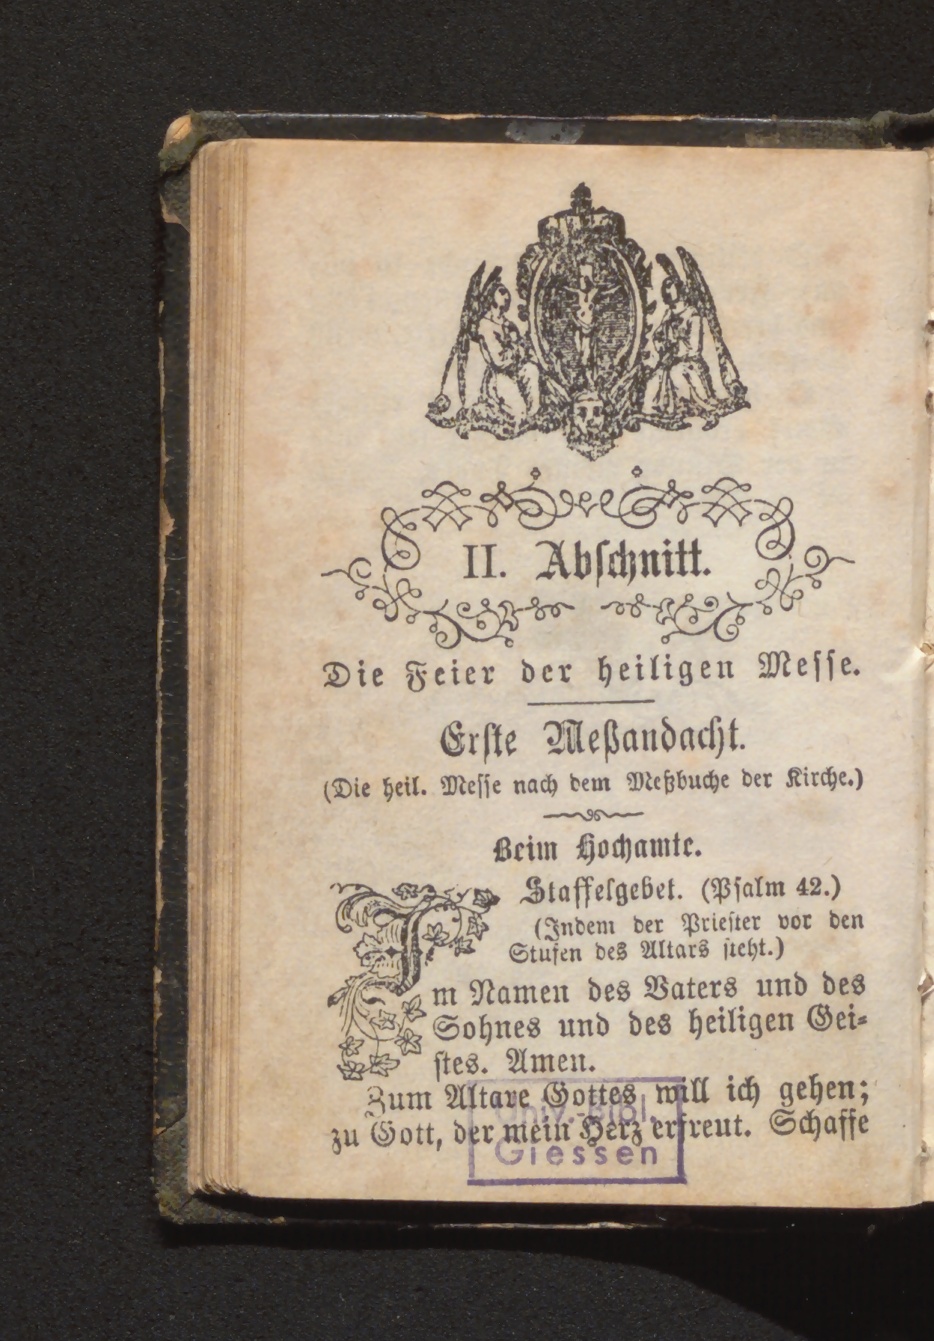 II. Abschnitt.
Die Feier der heiligen Messe.
Erste Meßandacht.
(Die heil. Messe nach dem Meßbuche der Kirche.)
Beim Hochamte.
Staffelgebet. (Psalm 42.)
(Indem der Priester vor den
Stufen des Altars steht.)
Im Namen des Vaters und des
Sohnes und des heiligen Gei-
stes. Amen.
Zum Altare Gottes will ich gehen;
zu Gott, der mein Herz erfreut. Schaffe
Univ.-Bibl.
Giessen